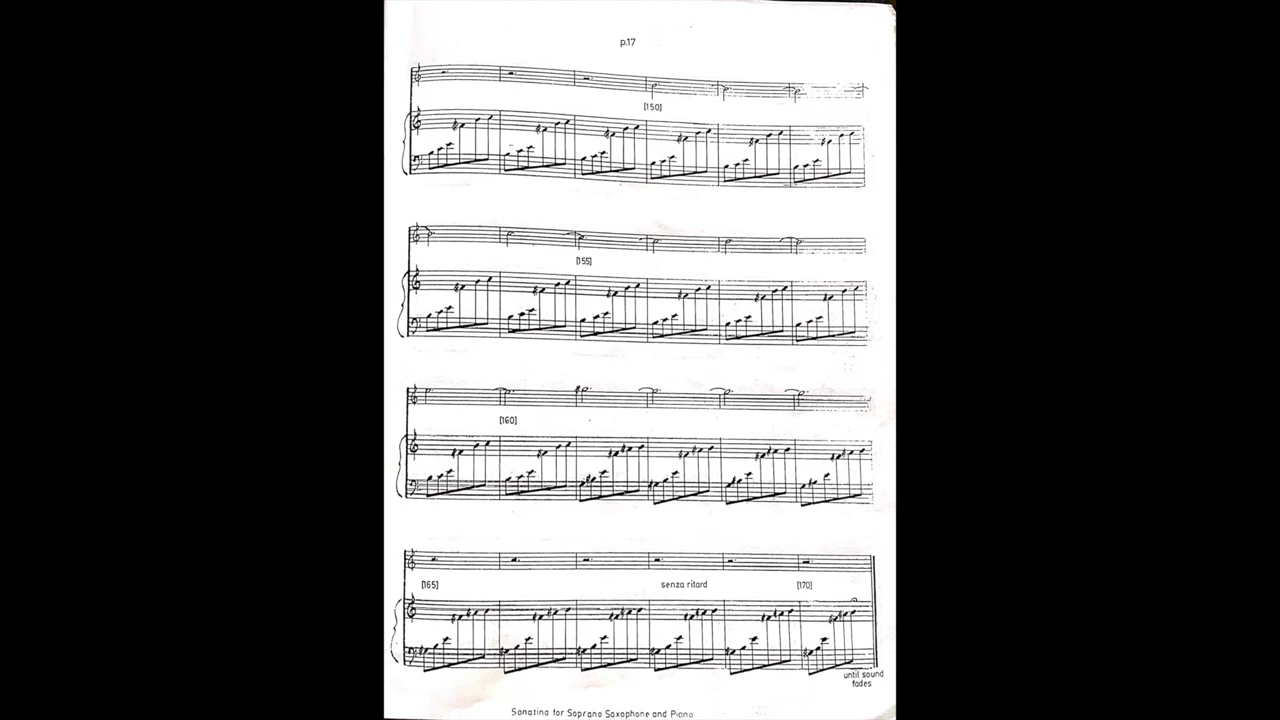 p.17
[150]
[155]
[160]
[165]
senza ritard
[170]
until sound
fades
Sonatina for Soprano Saxophone and Piano